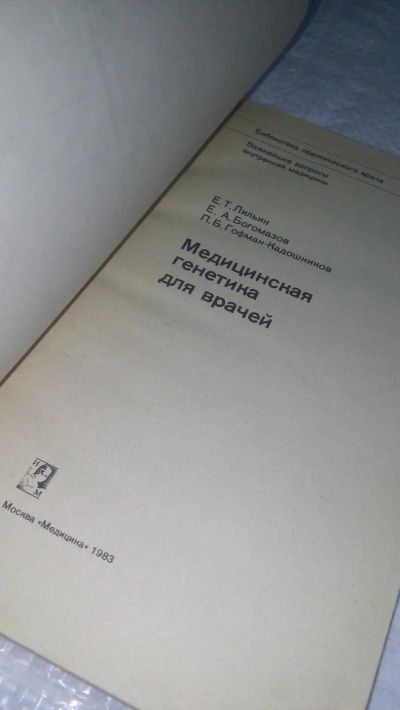 Библиотека практического врача
Важнейшие вопросы
внутренней медицины
Е. Т. Лильин
Е. А. Богомазов
П. Б. Гофман-Кадошников
Медицинская
генетика
для врачей
И
М
Москва «Медицина» 1983